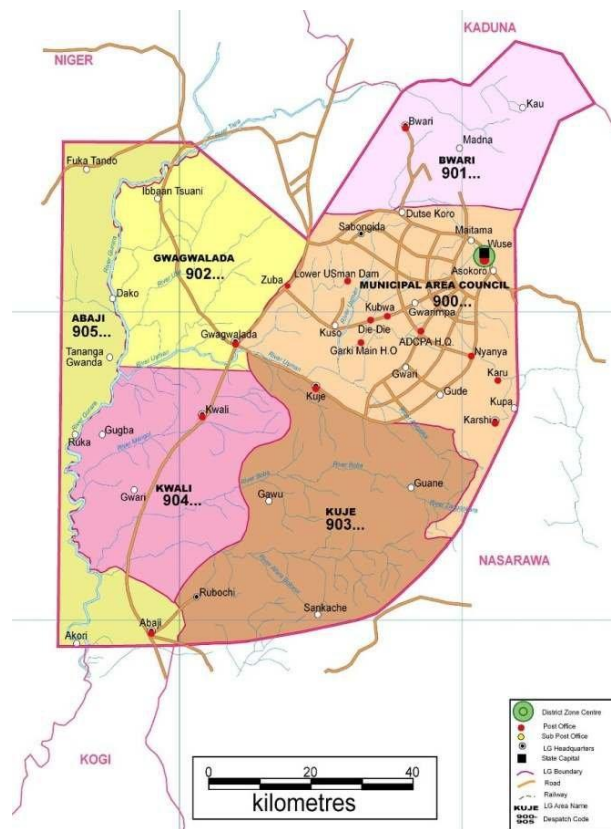 KADUNA
NIGER
Kau
Bwari
River Tapa
Madna
Fuka Tando
BWARI
901...
Ibbaan Tsuani
Dutse Koro
GWAGWALADA
902...
Sabongida
Maitama
Wuse
Asokoro
Zuba
Lower USman Dam
MUNICIPAL AREA COUNCIL
900...
Gwarimpa
Dako
ABAJI
905...
Kubwa
Die-Die
Kuso
ADCPA H.Q.
Gwagwalada
Garki Main H.O
Nyanya
Tananga
Gwanda
River Usman
Gwari
Karu
Kuje
Gude
Kupa
Kwali
Karshi
Ruka
Gugba
KWALI
904...
Gwari
Gawu
Guane
KUJE
903...
NASARAWA
Rubochi
Sankache
Abaji
Akori
KOGI
0 20 40
kilometres
District Zone Centre
Post Office
Sub Post Office
LG Headquarters
State Capital
LG Boundary
Road
Railway
KUJE LG Area Name
900-
905 Despatch Code